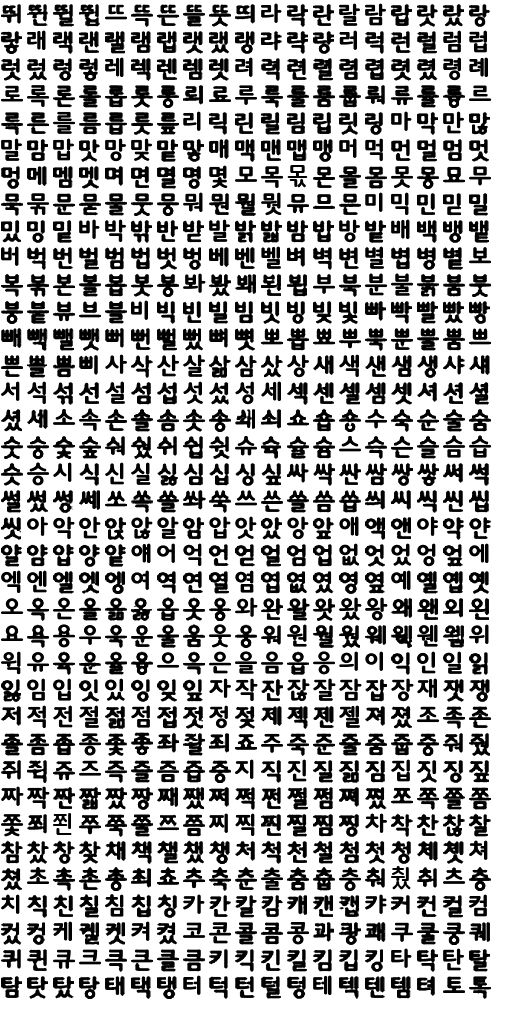 뛰 뛴 뛸 뜁 뜨 뜩 뜬 뜰 뜻 띄 라 락 란 랄 람 랍 랏 랐 랑
랗 래 랙 랜 랠 램 랩 랫 랬 랭 랴 략 량 러 럭 런 럴 럼 럽
럿 렀 렁 렇 레 렉 렌 렘 렛 려 력 련 렬 렴 렵 렷 렸 령 례
로 록 론 롤 롭 롯 롱 뢰 료 루 룩 룰 룸 룹 뤄 류 률 륭 르
륵 른 를 름 릅 릇 릎 리 릭 린 릴 림 립 릿 링 마 막 만 많
말 맘 맙 맛 망 맞 맡 맣 매 맥 맨 맵 맹 머 먹 먼 멀 멈 멋
멍 메 멤 멧 며 면 멸 명 몇 모 목 몫 몬 몰 몸 못 몽 묘 무
묵 묶 문 묻 물 뭇 뭉 뭐 뭔 뭘 뮛 뮤 므 믄 미 믹 민 믿 밀
밌 밍 및 바 박 밖 반 받 발 밝 밟 밤 밥 방 밭 배 백 뱅 뱉
버 벅 번 벌 범 법 벗 벙 베 벤 벨 벼 벽 변 별 볍 병 볕 보
복 볶 본 볼 봅 봇 봉 봐 봤 봬 뵌 뵙 부 북 분 불 붉 붐 붓
붕 붙 뷰 브 블 비 빅 빈 빌 빔 빗 빙 빚 빛 빠 빡 빨 빴 빵
빼 빽 뺄 뺏 뻐 뻔 뻘 뻤 뼈 뼛 뽀 뽑 뾰 뿌 뿍 뿐 뿔 뿜 쁘
쁜 쁠 쁨 삐 사 삭 산 살 삶 삼 샀 상 새 색 샌 샘 생 샤 섀
서 석 섞 선 설 섬 섭 섯 섰 성 세 섹 센 셀 셈 셋 셔 션 셜
셨 셰 소 속 손 솔 솜 솟 송 쇄 쇠 쇼 숍 숑 수 숙 순 술 숨
숫 숭 숯 숲 숴 쉈 쉬 쉽 쉿 슈 슉 슘 스 슥 슨 슬 슴 습
슷 승 시 식 신 실 싫 심 십 싱 싶 싸 싹 싼 쌈 쌍 쌓 써 썩
썰 썼 썽 쎄 쏘 쏙 쏠 쏴 쑥 쓰 쓴 쓸 씀 씁 씌 씨 씩 씬 씹
씻 아 악 안 앉 않 알 암 압 앗 았 앙 앞 애 액 앤 야 약 얀
얄 얌 얍 양 얕 얘 어 억 언 얻 얼 엄 업 없 엇 었 엉 엎 에
엑 엔 엘 엣 엥 여 역 연 열 염 엽 엾 였 영 옆 예 옐 옙 옛
오 옥 온 올 옮 옳 옵 옷 옹 와 완 왈 왓 왔 왕 왜 왠 외 왼
요 욕 용 우 욱 운 울 움 웃 웅 워 원 월 웠 웨 웩 웬 웹 위
윅 유 육 윤 율 융 으 윽 은 을 음 읍 응 의 이 익 인 일 읽
잃 임 입 잇 있 잉 잊 잎 자 작 잔 잖 잘 잠 잡 장 재 잿 쟁
저 적 전 절 젊 점 접 젓 정 젖 제 젝 젠 젤 져 졌 조 족 존
졸 좀 좁 종 좇 좋 좌 좔 죄 죠 주 죽 준 줄 줌 줍 중 줘 줬
쥐 쥑 쥬 즈 즉 즐 즘 즙 증 지 직 진 질 짊 짐 집 짓 징 짚
짜 짝 짠 짧 짰 짱 째 쨌 쩌 쩍 쩐 쩔 쩜 쪄 쪘 쪼 쪽 쫄 쫌
쫓 쬐 쬔 쭈 쭉 쭐 쯔 쯤 찌 찍 찐 찔 찜 찡 차 착 찬 찮 찰
참 찼 창 찾 채 책 챌 챘 챙 처 척 천 철 첨 첫 청 체 쳇 쳐
쳤 초 촉 촌 총 최 쵸 추 축 춘 출 춤 춥 충 춰 췄 취 츠 층
치 칙 친 칠 침 칩 칭 카 칸 칼 캄 캐 캔 캡 캬 커 컨 컬 컴
컸 컹 케 켈 켓 켜 켰 코 콘 콜 콤 콩 과 쾅 쾌 쿠 쿨 쿵 퀘
퀴 퀸 큐 크 큭 큰 클 큼 키 킥 킨 킬 킴 킵 킹 타 탁 탄 탈
탐 탓 탔 탕 태 택 탱 터 턱 턴 털 텅 테 텍 텐 템 텨 토 톡